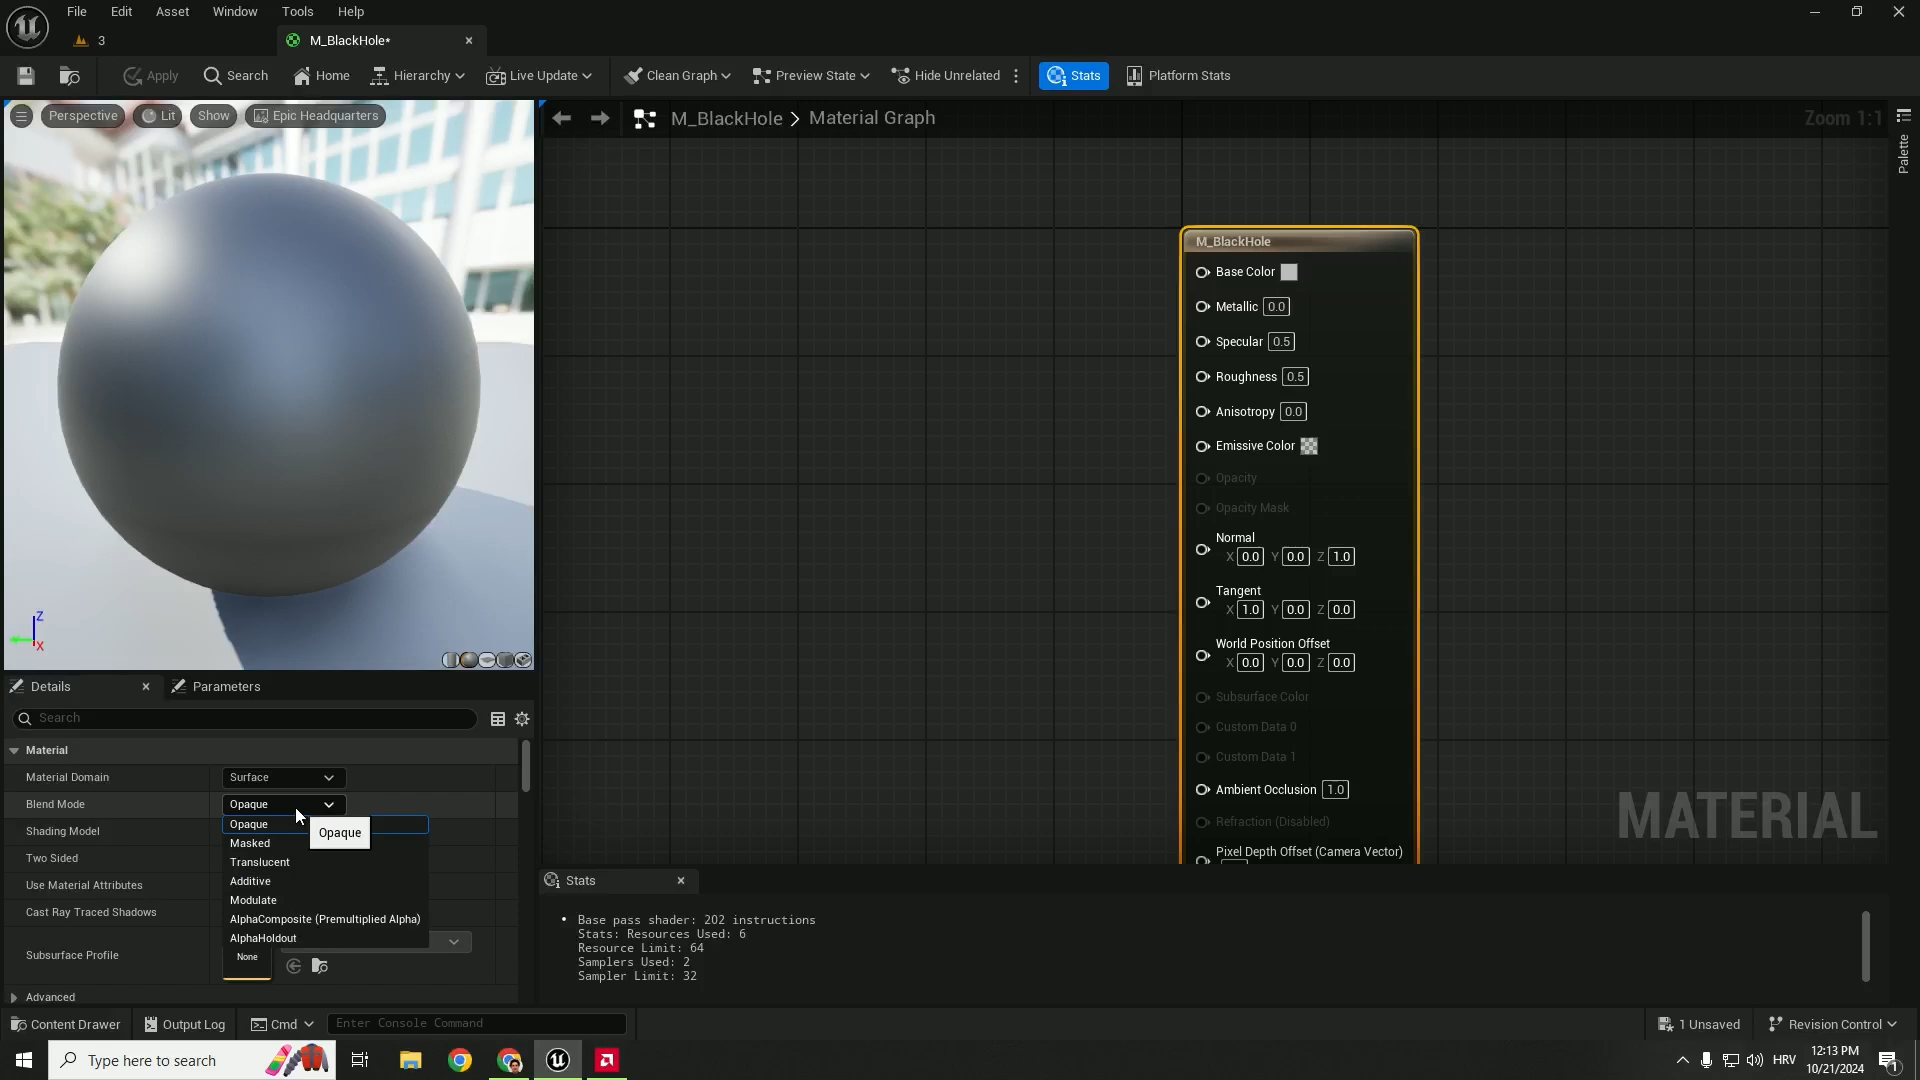 File Edit Asset Window Tools Help
3
M_BlackHole*
Apply Search Home Hierarchy Live Update Clean Graph Preview State Hide Unrelated Stats Platform Stats
Perspective Lit Show Epic Headquarters
M_BlackHole > Material Graph
Zoom 1:1
Palette
M_BlackHole
Base Color
Metallic 0.0
Specular 0.5
Roughness 0.5
Anisotropy 0.0
Emissive Color
Opacity
Opacity Mask
Normal
X 0.0 Y 0.0 Z 1.0
Tangent
X 1.0 Y 0.0 Z 0.0
World Position Offset
X 0.0 Y 0.0 Z 0.0
Subsurface Color
Custom Data 0
Custom Data 1
Ambient Occlusion 1.0
Refraction (Disabled)
Pixel Depth Offset (Camera Vector)
MATERIAL
Z
X
Details Parameters
Search
Material
Material Domain Surface
Blend Mode Opaque
Shading Model
Two Sided
Use Material Attributes
Cast Ray Traced Shadows
Subsurface Profile
Advanced
Opaque
Masked
Translucent
Additive
Modulate
AlphaComposite (Premultiplied Alpha)
AlphaHoldout
Opaque
None
Stats
• Base pass shader: 202 instructions
Stats: Resources Used: 6
Resource Limit: 64
Samplers Used: 2
Sampler Limit: 32
Content Drawer Output Log Cmd Enter Console Command
1 Unsaved Revision Control
Type here to search
HRV
12:13 PM
10/21/2024
1